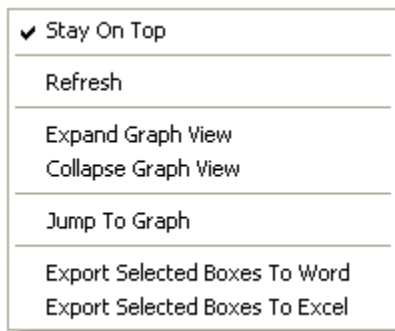 Stay On Top
Refresh
Expand Graph View
Collapse Graph View
Jump To Graph
Export Selected Boxes To Word
Export Selected Boxes To Excel